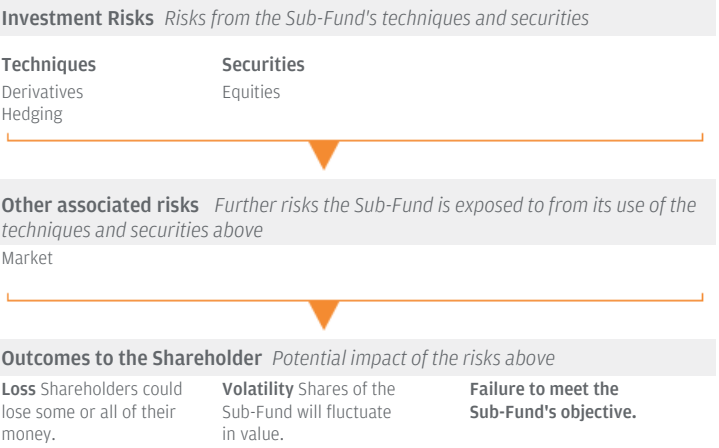 Investment Risks Risks from the Sub-Fund's techniques and securities
Techniques
Derivatives
Hedging
Securities
Equities
Other associated risks Further risks the Sub-Fund is exposed to from its use of the
techniques and securities above
Market
Outcomes to the Shareholder Potential impact of the risks above
Loss Shareholders could
lose some or all of their
money.
Volatility Shares of the
Sub-Fund will fluctuate
in value.
Failure to meet the
Sub-Fund's objective.